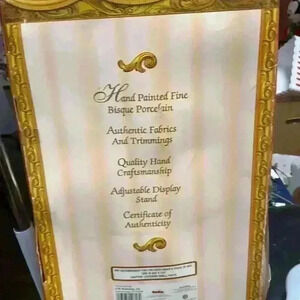 Hand Painted Fine
Bisque Porcelain
Authentic Fabrics
And Trimmings
Quality Hand
Craftsmanship
Adjustable Display
Stand
Certificate of
Authenticity